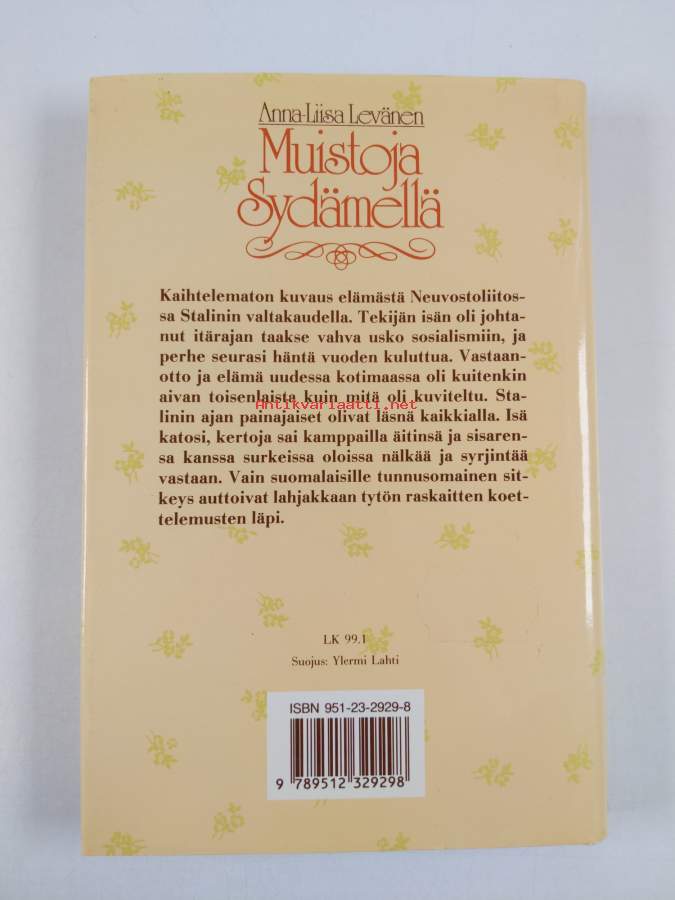 Anna-Liisa Levänen
Muistoja
Sydämellä
Kaihtelematon kuvaus elämästä Neuvostoliitos-
sa Stalinin valtakaudella. Tekijän isän oli johta-
nut itärajan taakse vahva usko sosialismiin, ja
perhe seurasi häntä vuoden kuluttua. Vastaan-
otto ja elämä uudessa kotimaassa oli kuitenkin
aivan toisenlaista kuin mitä oli kuviteltu. Sta-
Antikvariaatti.net
linin ajan painajaiset olivat läsnä kaikkialla. Isä
katosi, kertoja sai kamppailla äitinsä ja sisaren-
sa kanssa surkeissa oloissa nälkää ja syrjintää
vastaan. Vain suomalaisille tunnusomainen sit-
keys auttoivat lahjakkaan tytön raskaitten koet-
telemusten läpi.
LK 99.1
Suojus: Ylermi Lahti
ISBN 951-23-2929-8
9 789512 329298